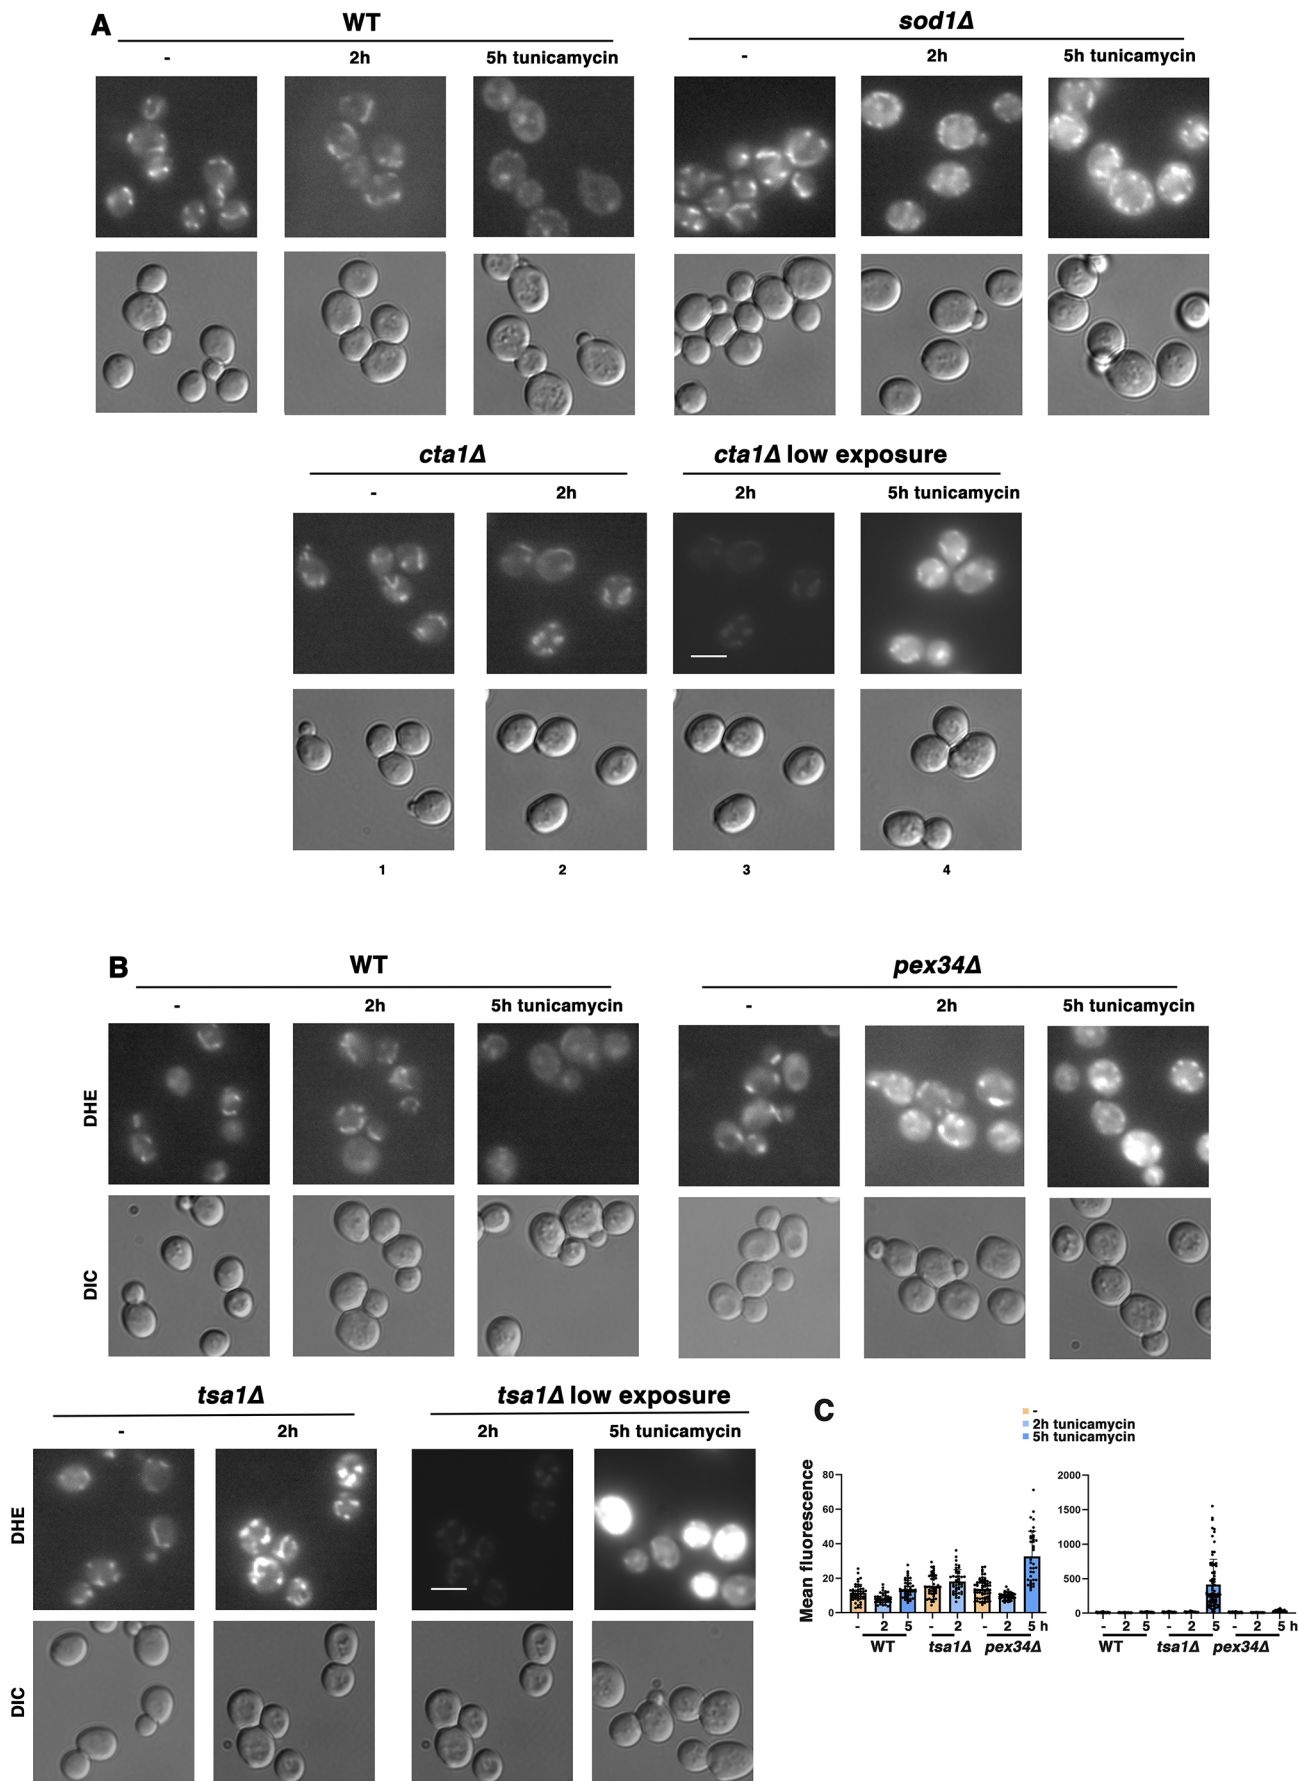 A
WT
sod1Δ
-
2h
5h tunicamycin
-
2h
5h tunicamycin
cta1Δ
cta1Δ low exposure
-
2h
2h
5h tunicamycin
1
2
3
4
B
WT
pex34Δ
-
2h
5h tunicamycin
-
2h
5h tunicamycin
DHE
DIC
tsa1Δ
tsa1Δ low exposure
-
2h
2h
5h tunicamycin
DHE
DIC
C
-
2h tunicamycin
5h tunicamycin
Mean fluorescence
80
60
40
20
0
- 2 5 - 2 - 2 5 h
WT tsa1Δ pex34Δ
2000
1500
1000
500
0
- 2 5 - 2 5 - 2 5 h
WT tsa1Δ pex34Δ